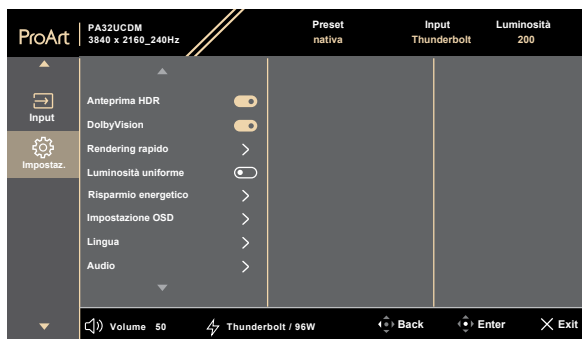 ProArt
PA32UCDM
3840 x 2160_240Hz
Preset
nativa
Input
Thunderbolt
Luminosità
200
Input
Impostaz.
Anteprima HDR
DolbyVision
Rendering rapido
Luminosità uniforme
Risparmio energetico
Impostazione OSD
Lingua
Audio
Volume 50
Thunderbolt / 96W
Back
Enter
Exit